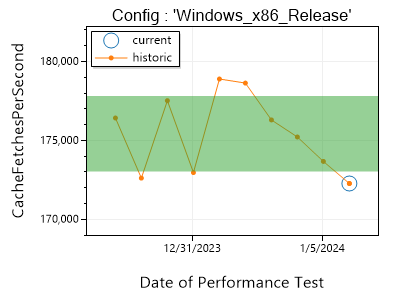 Config : 'Windows_x86_Release'
current
historic
180,000
175,000
170,000
CacheFetchesPerSecond
12/31/2023
1/5/2024
Date of Performance Test